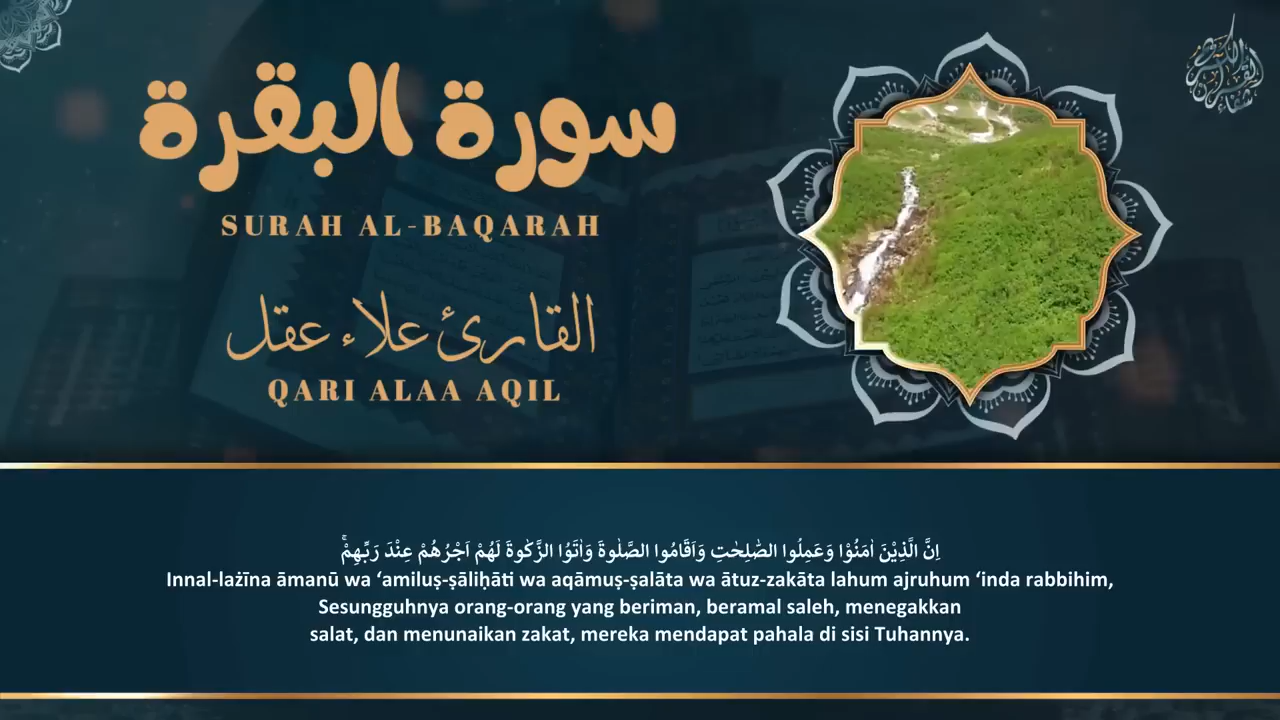 سورة البقرة
SURAH AL-BAQARAH
القارئ علاء عقل
QARI ALAA AQIL
اِنَّ الَّذِيْنَ اٰمَنُوْا وَعَمِلُوا الصّٰلِحٰتِ وَاَقَامُوا الصَّلٰوةَ وَاٰتَوُا الزَّكٰوةَ لَهُمْ اَجْرُهُمْ عِنْدَ رَبِّهِمْۚ
Innal-lażīna āmanū wa ‘amiluṣ-ṣāliḥāti wa aqāmuṣ-ṣalāta wa ātuz-zakāta lahum ajruhum ‘inda rabbihim,
Sesungguhnya orang-orang yang beriman, beramal saleh, menegakkan
salat, dan menunaikan zakat, mereka mendapat pahala di sisi Tuhannya.